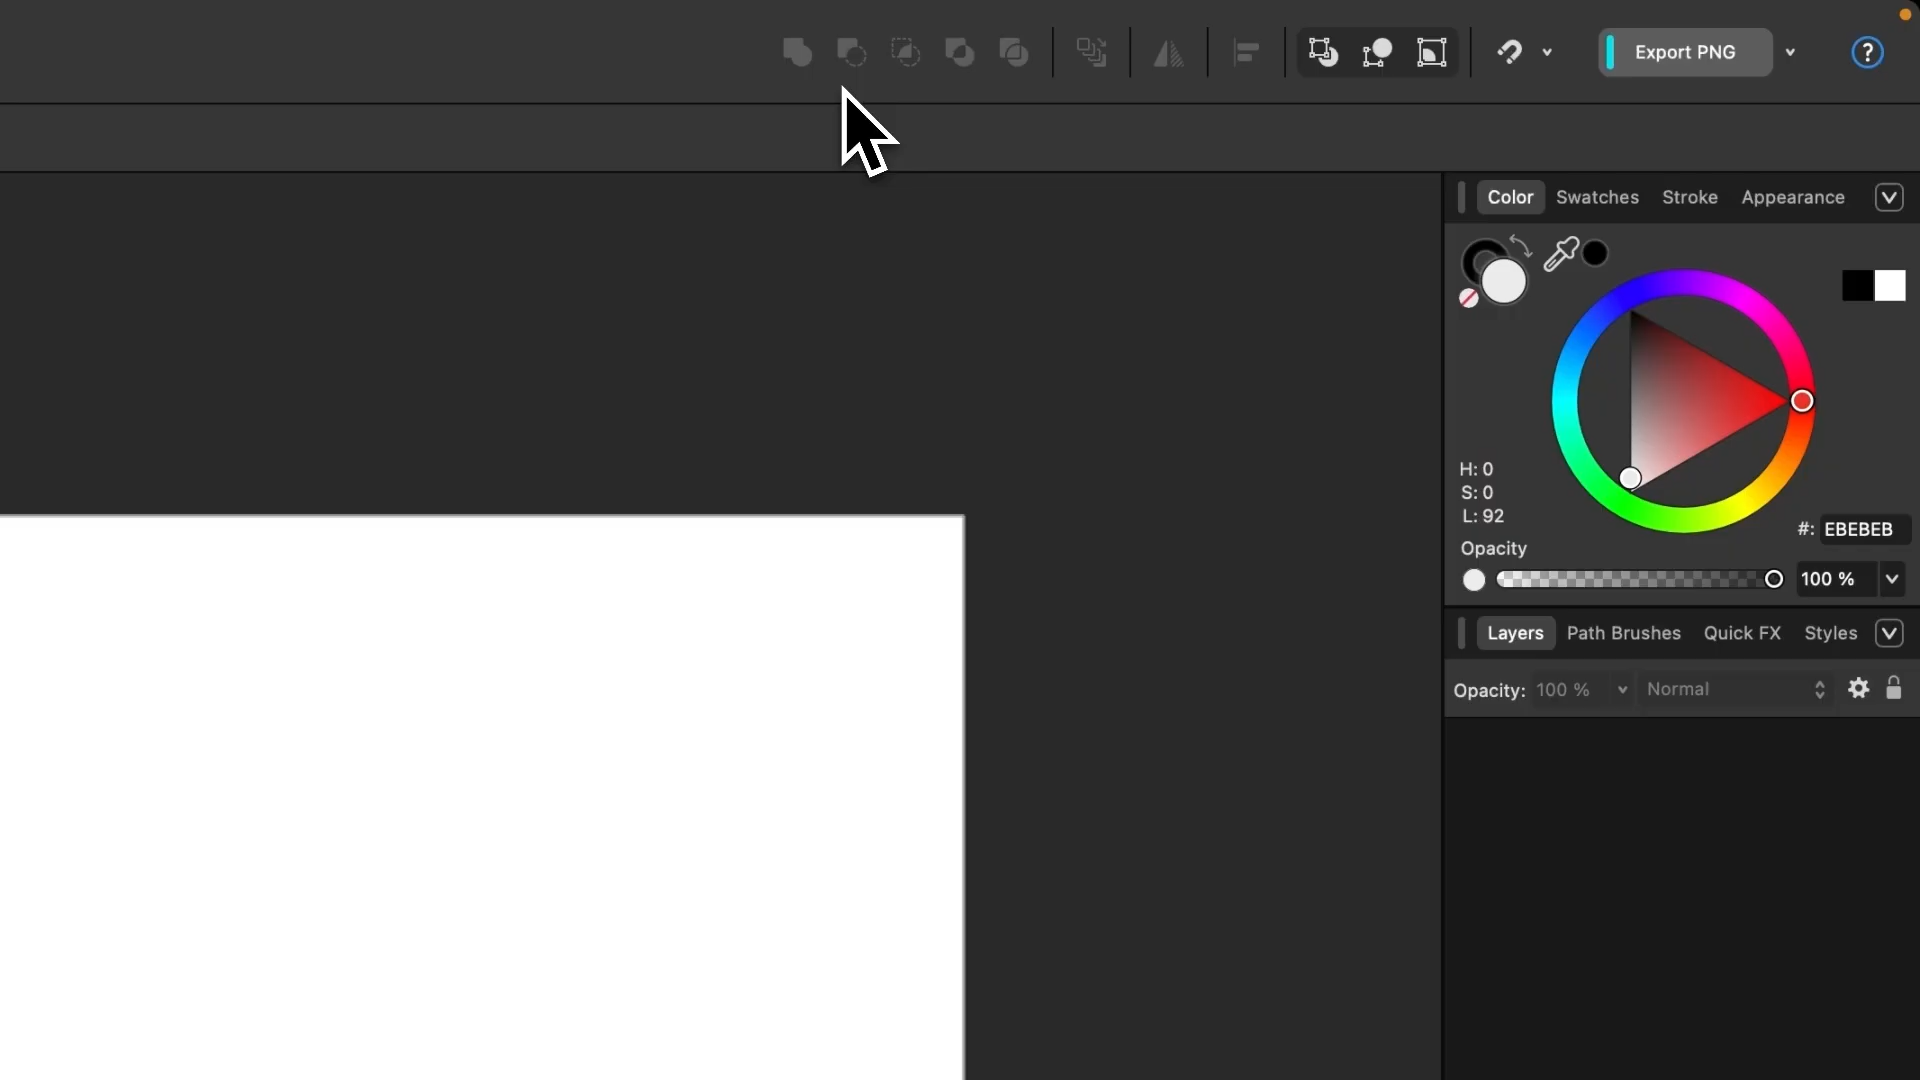 Export PNG
?
Color Swatches Stroke Appearance
H: 0
S: 0
L: 92
#: EBEBEB
Opacity
100 %
Layers Path Brushes Quick FX Styles
Opacity: 100 % Normal